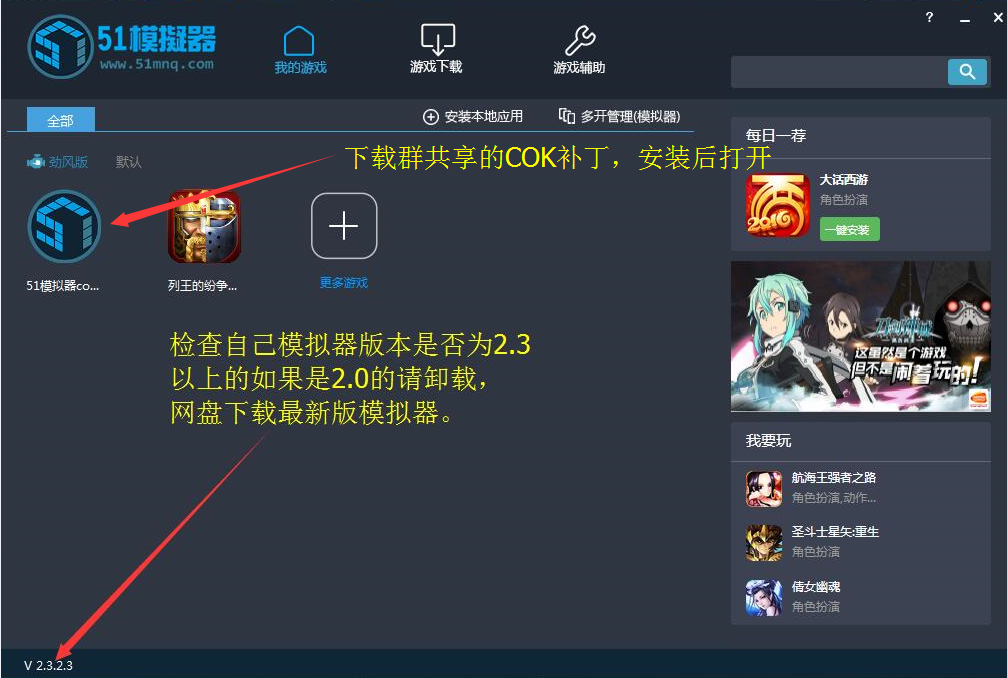 51模擬器
www.51mnq.com
我的游戏
游戏下载
游戏辅助
?
全部
安装本地应用
多开管理(模拟器)
劲风版
默认
下载群共享的COK补丁，安装后打开
51模拟器co...
列王的纷争...
更多游戏
检查自己模拟器版本是否为2.3
以上的如果是2.0的请卸载，
网盘下载最新版模拟器。
V 2.3.2.3
每日一荐
2016
大话西游
角色扮演
一键安装
这虽然是个游戏
但不是闹着玩的!
我要玩
航海王强者之路
角色扮演,动作...
圣斗士星矢:重生
角色扮演
倩女幽魂
角色扮演